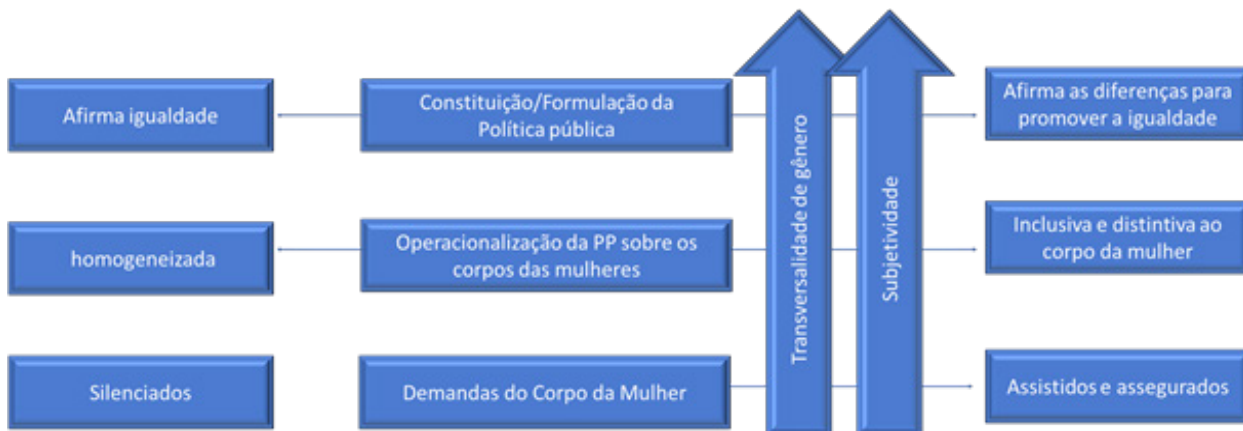 Afirma igualdade
Constituição/Formulação da
Política pública
Afirma as diferenças para
promover a igualdade
homogeneizada
Operacionalização da PP sobre os
corpos das mulheres
Inclusiva e distintiva ao
corpo da mulher
Silenciados
Demandas do Corpo da Mulher
Assistidos e assegurados
Transversalidade de gênero
Subjetividade